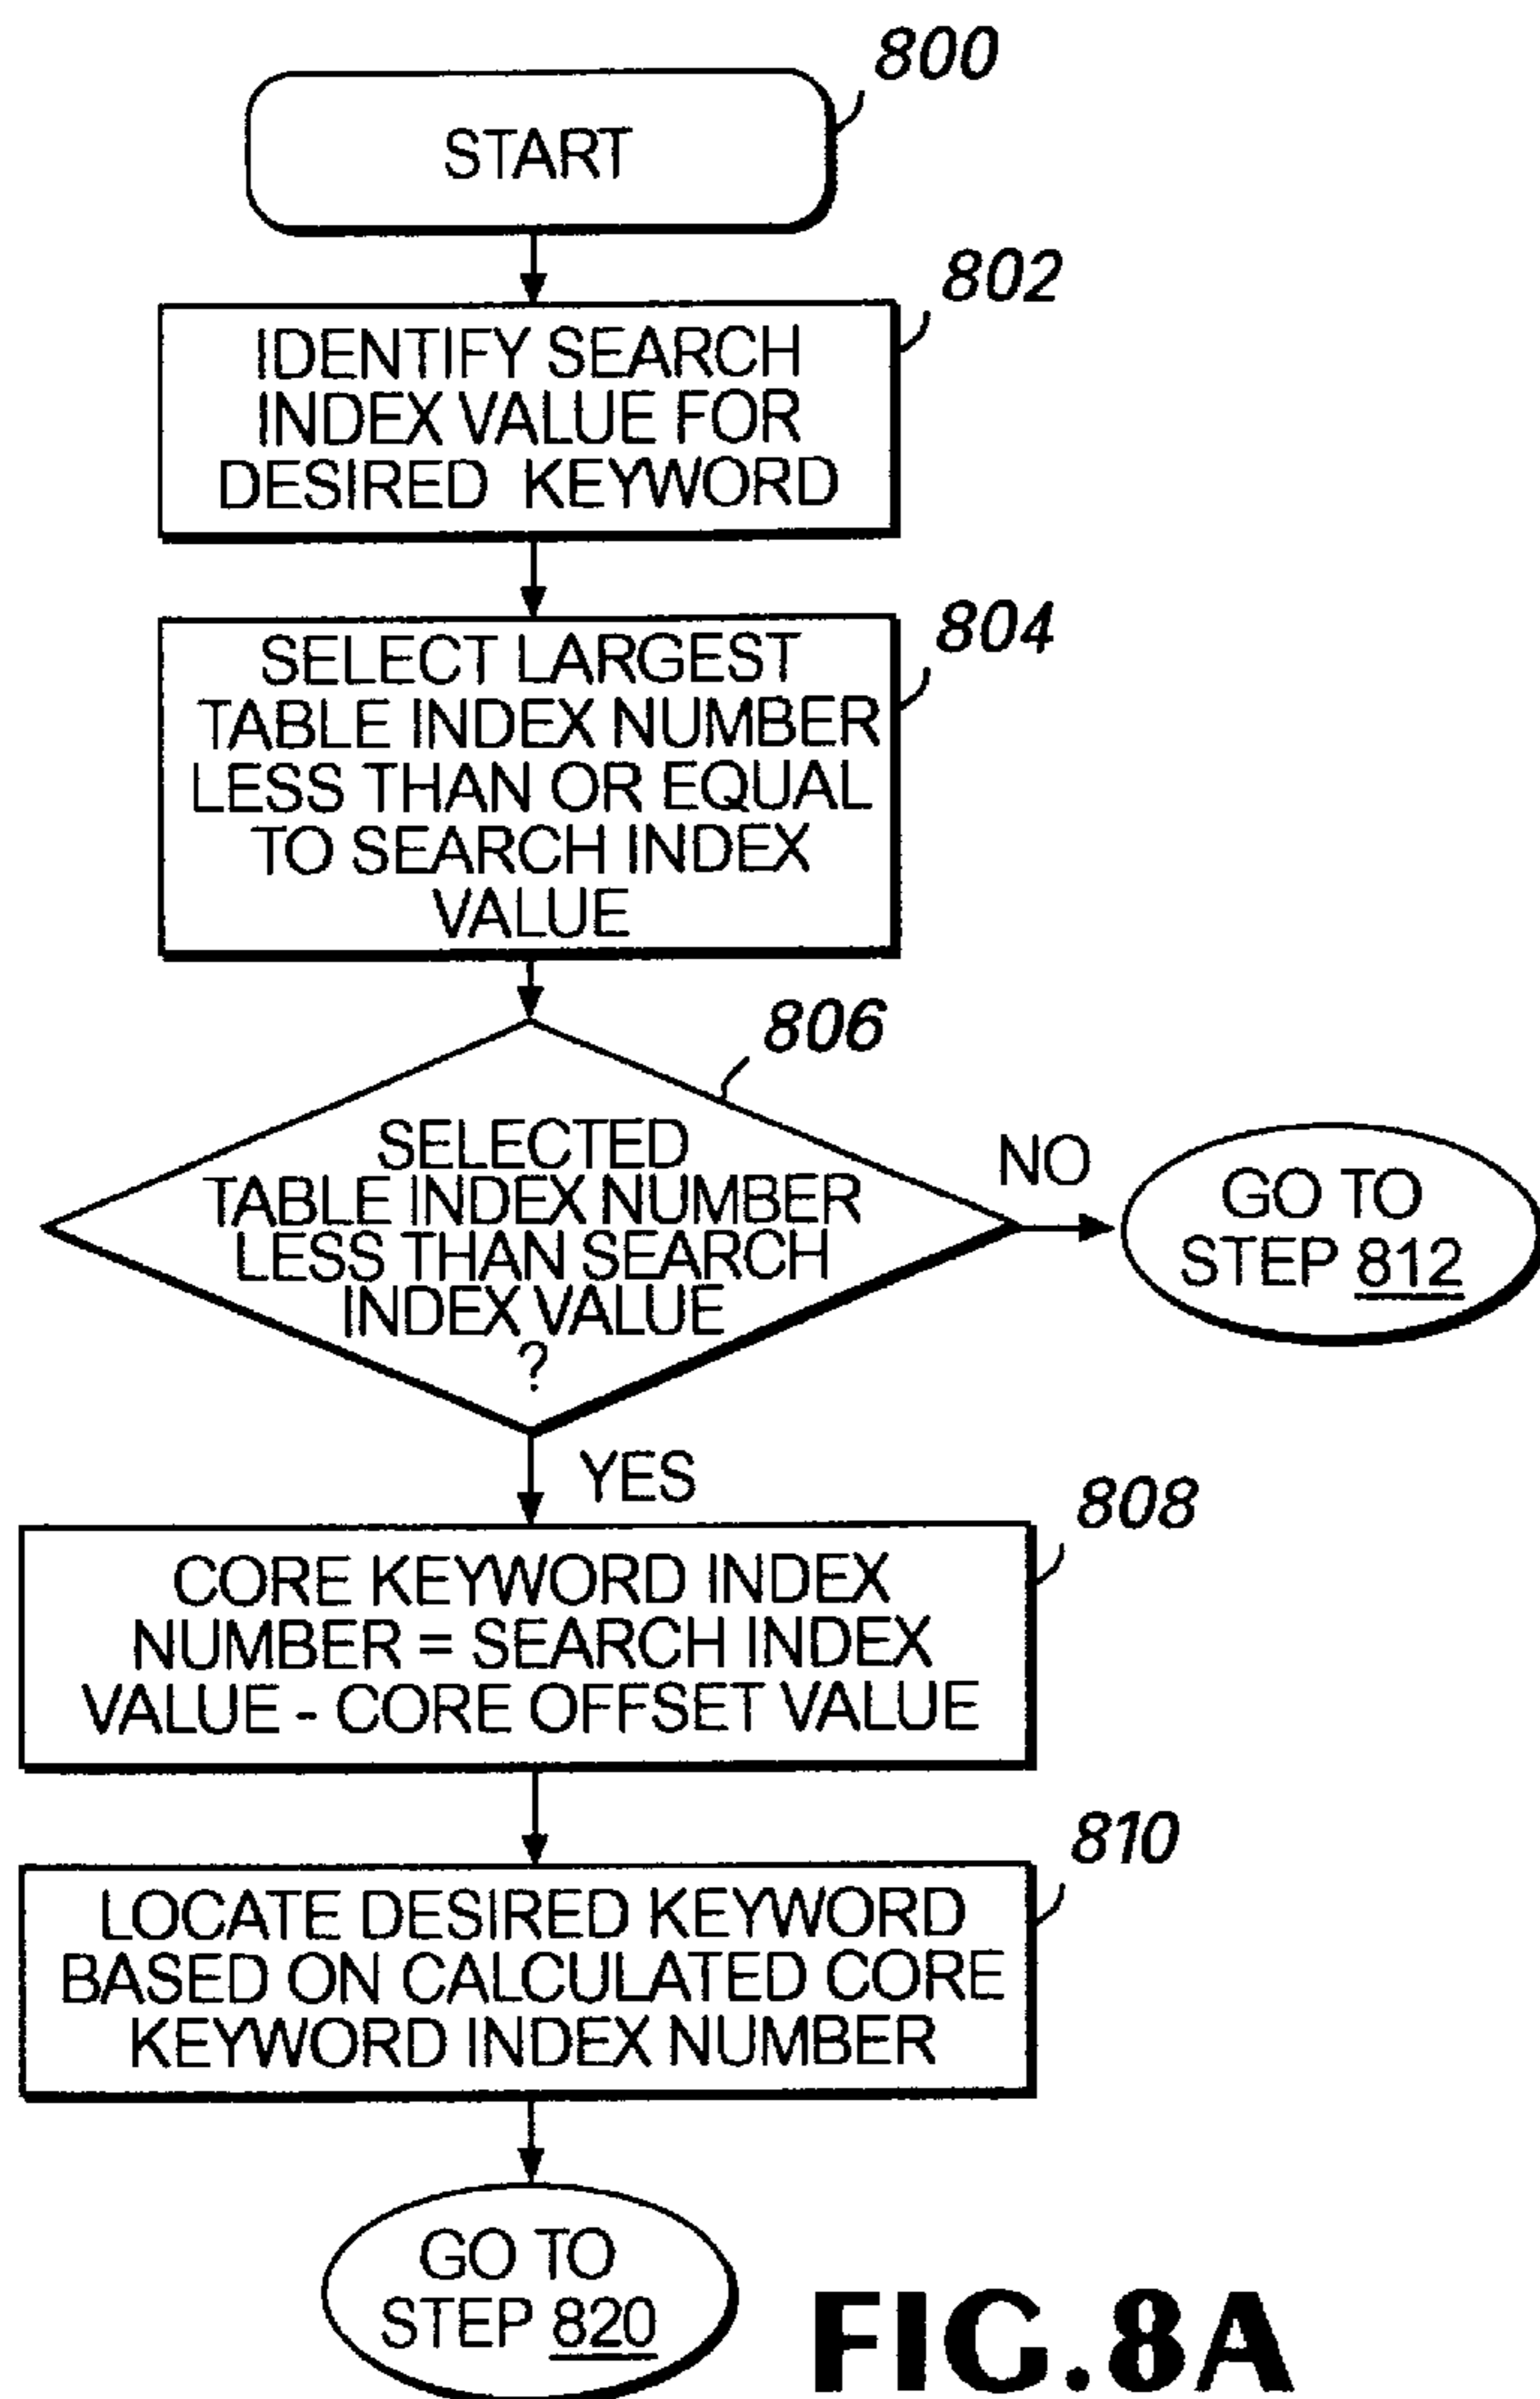 800
START
802
IDENTIFY SEARCH
INDEX VALUE FOR
DESIRED KEYWORD
804
SELECT LARGEST
TABLE INDEX NUMBER
LESS THAN OR EQUAL
TO SEARCH INDEX
VALUE
806
SELECTED
TABLE INDEX NUMBER
LESS THAN SEARCH
INDEX VALUE
?
NO
GO TO
STEP 812
YES
808
CORE KEYWORD INDEX
NUMBER = SEARCH INDEX
VALUE - CORE OFFSET VALUE
810
LOCATE DESIRED KEYWORD
BASED ON CALCULATED CORE
KEYWORD INDEX NUMBER
GO TO
STEP 820
FIG.8A